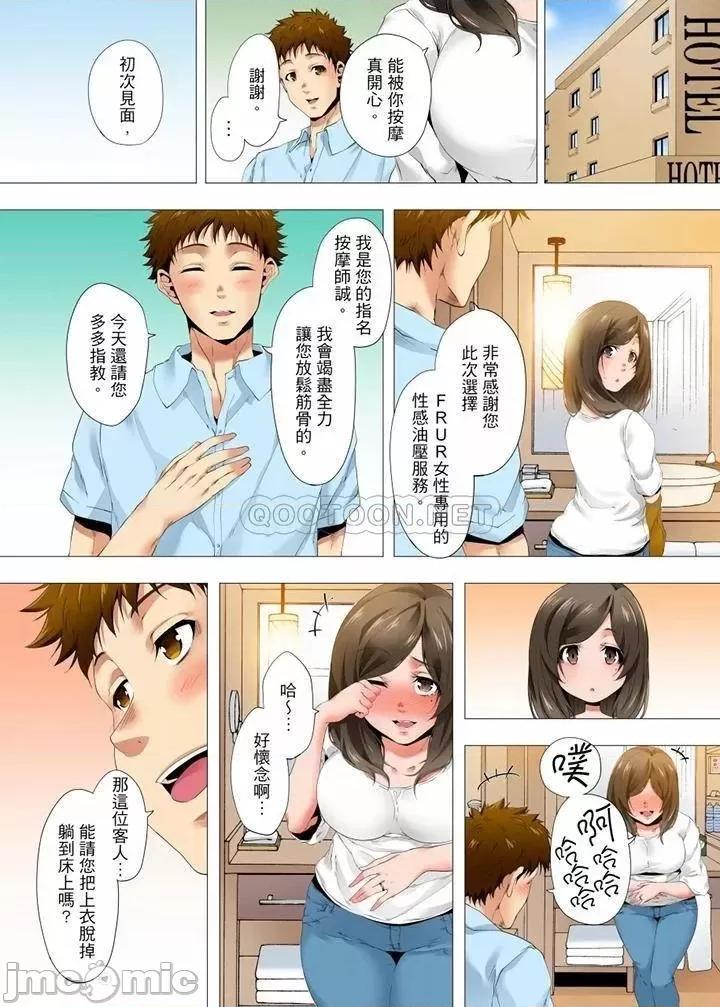 HOTEL
HOTE
能被你按摩
真開心。
謝謝。
…
初次見面，
非常感謝您
此次選擇
FRUR女性專用的
性感油壓服務。
我是您的指名
按摩師誠。
我會竭盡全力
讓您放鬆筋骨的。
今天還請您
多多指教。
QOOTOON.NET
噗
啊
哈哈哈
哈哈哈
哈～…
好懷念啊…
那這位客人…
能請您把上衣脫掉
躺到床上嗎？
jmcomic